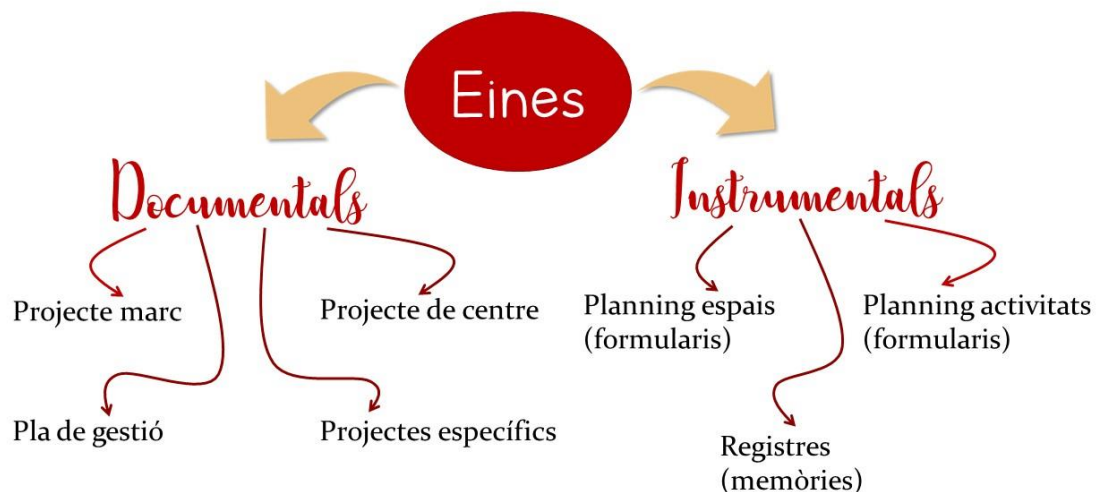 Eines
Documentals
Projecte marc
Projecte de centre
Pla de gestió
Projectes específics
Instrumentals
Planning espais
(formularis)
Planning activitats
(formularis)
Registres
(memòries)